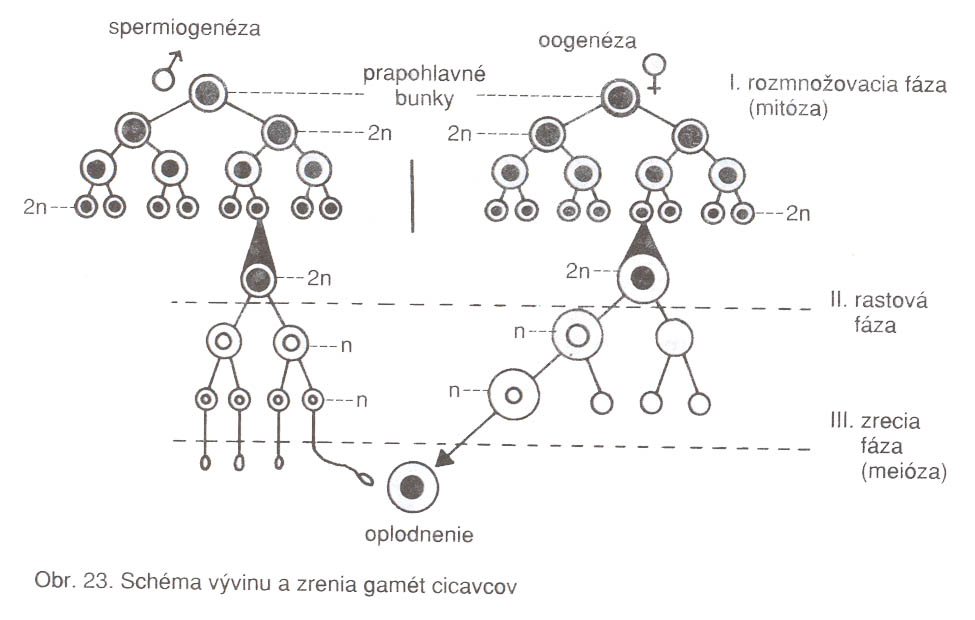 spermiogenéza
oogenéza
prapohlavné
bunky
I. rozmnožovacia fáza
(mitóza)
2n
2n
2n
2n
2n
2n
II. rastová
fáza
n
n
n
n
III. zrecia
fáza
(meióza)
oplodnenie
Obr. 23. Schéma vývinu a zrenia gamét cicavcov